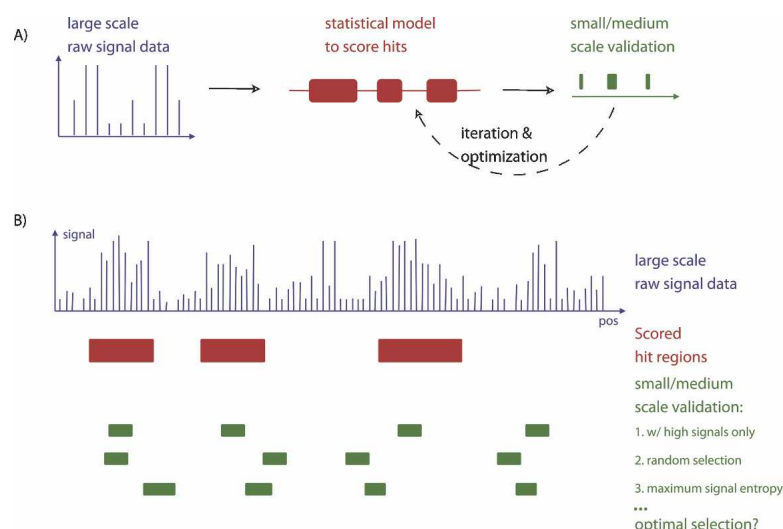 A)
large scale
raw signal data
statistical model
to score hits
small/medium
scale validation
iteration &
optimization
B)
signal
pos
large scale
raw signal data
Scored
hit regions
small/medium
scale validation:
1. w/ high signals only
2. random selection
3. maximum signal entropy
...
optimal selection?